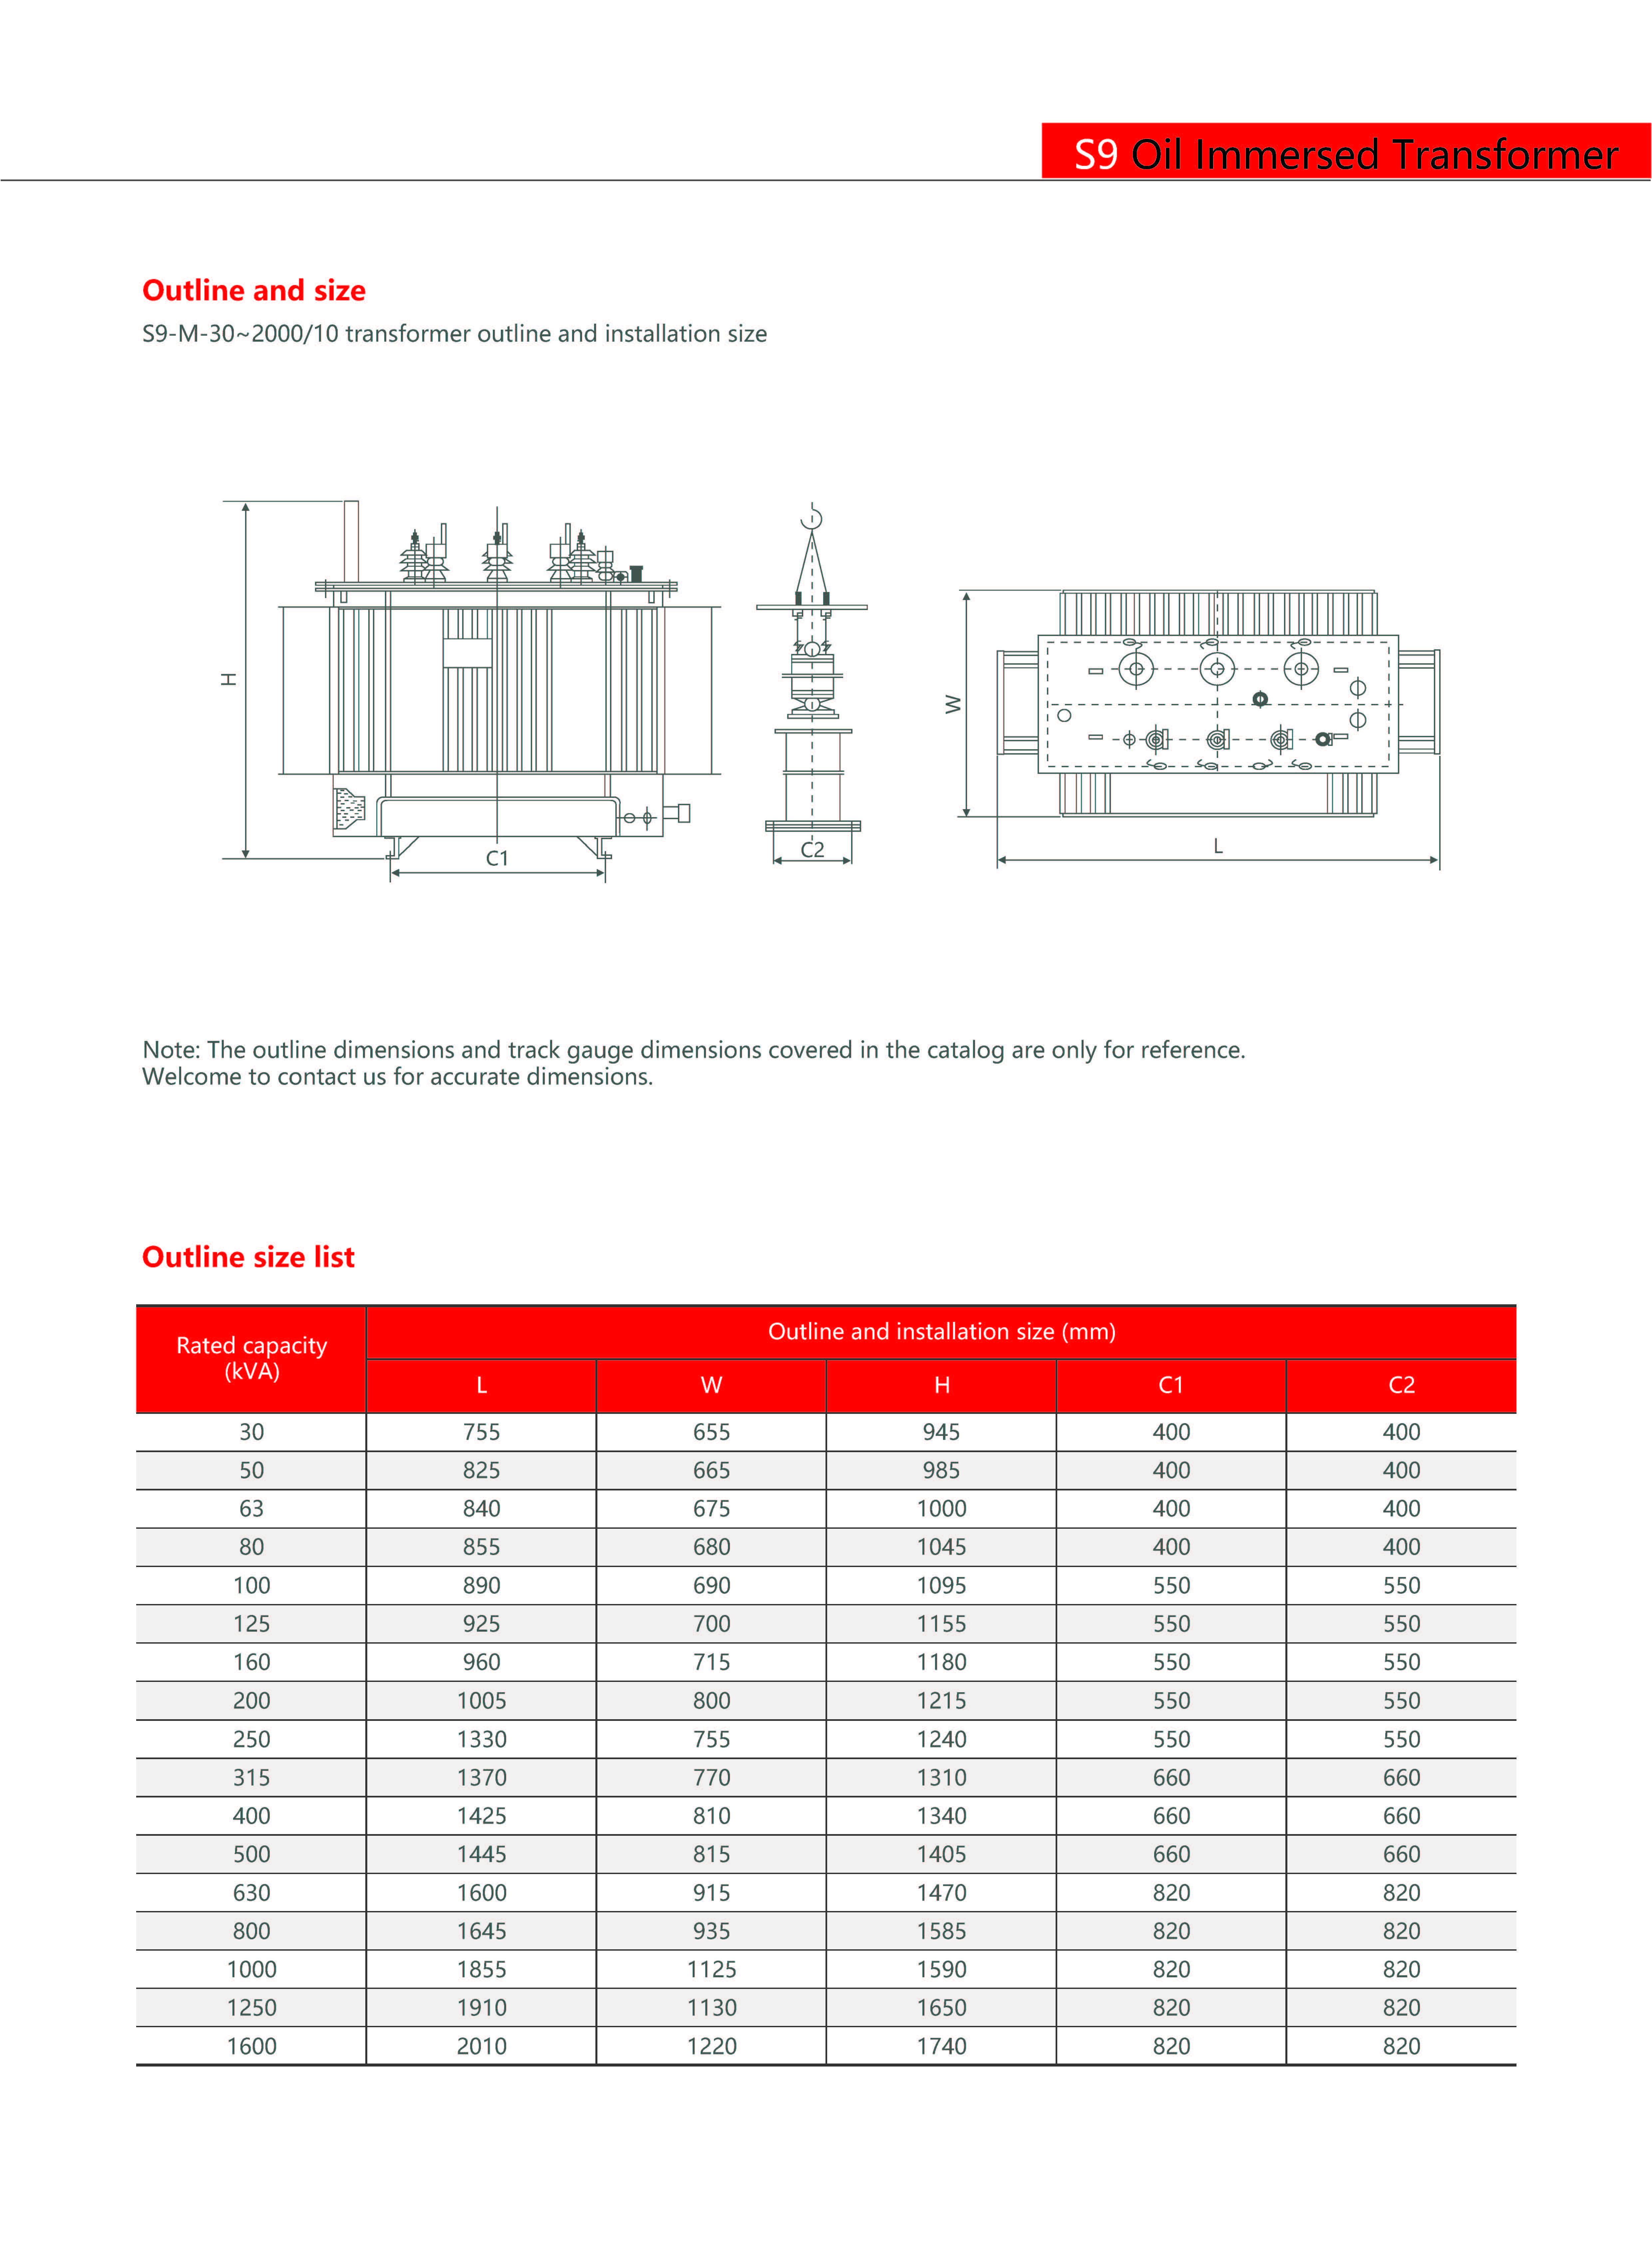 S9 Oil Immersed Transformer
Outline and size
S9-M-30~2000/10 transformer outline and installation size
H
C1
C2
W
L
Note: The outline dimensions and track gauge dimensions covered in the catalog are only for reference.
Welcome to contact us for accurate dimensions.
Outline size list
Rated capacity
(kVA)
Outline and installation size (mm)
L W H C1 C2
30 755 655 945 400 400
50 825 665 985 400 400
63 840 675 1000 400 400
80 855 680 1045 400 400
100 890 690 1095 550 550
125 925 700 1155 550 550
160 960 715 1180 550 550
200 1005 800 1215 550 550
250 1330 755 1240 550 550
315 1370 770 1310 660 660
400 1425 810 1340 660 660
500 1445 815 1405 660 660
630 1600 915 1470 820 820
800 1645 935 1585 820 820
1000 1855 1125 1590 820 820
1250 1910 1130 1650 820 820
1600 2010 1220 1740 820 820